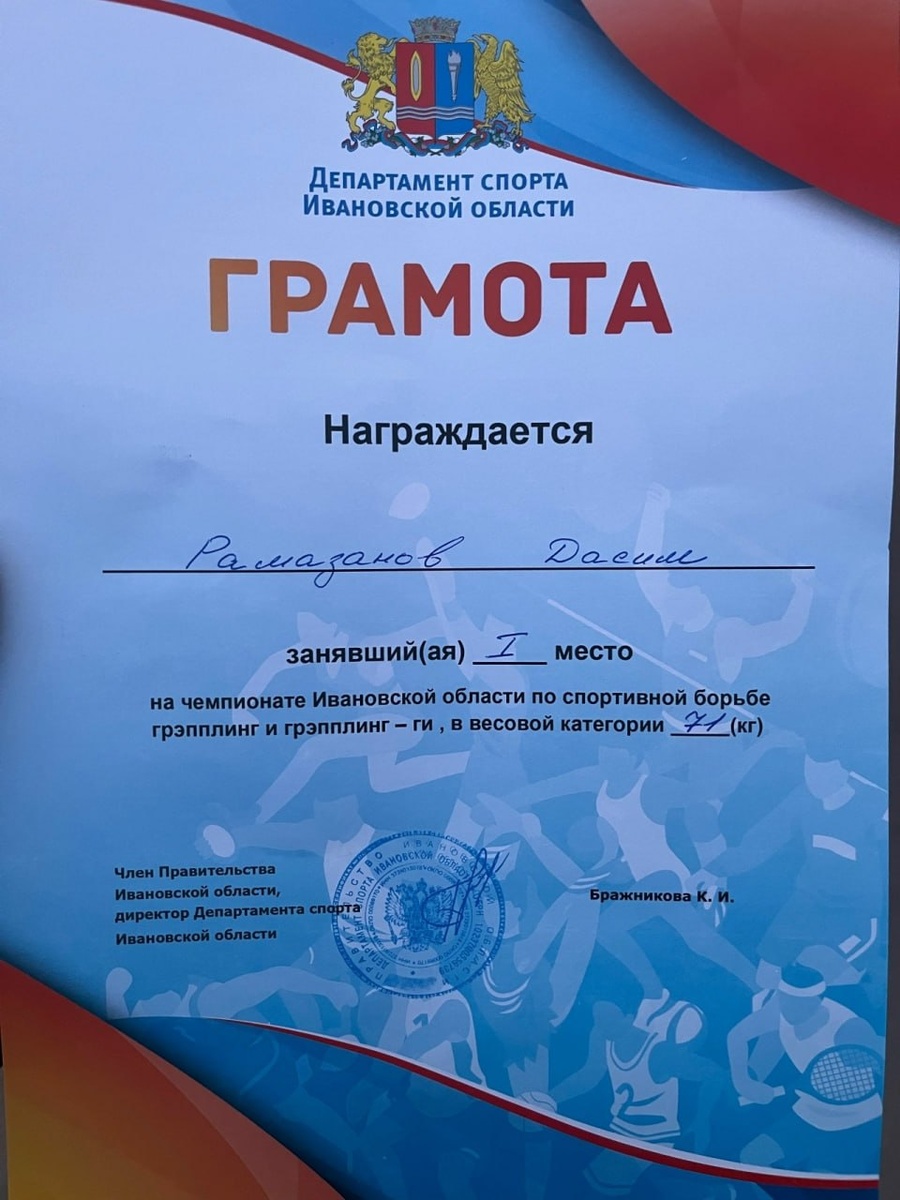 Департамент спорта
Ивановской области
ГРАМОТА
Награждается
Рамазанов Дасим
занявший(ая) I место
на чемпионате Ивановской области по спортивной борьбе
грэпплинг и грэпплинг – ги , в весовой категории 71 (кг)
Член Правительства
Ивановской области,
директор Департамента спорта
Ивановской области
Бражникова К. И.